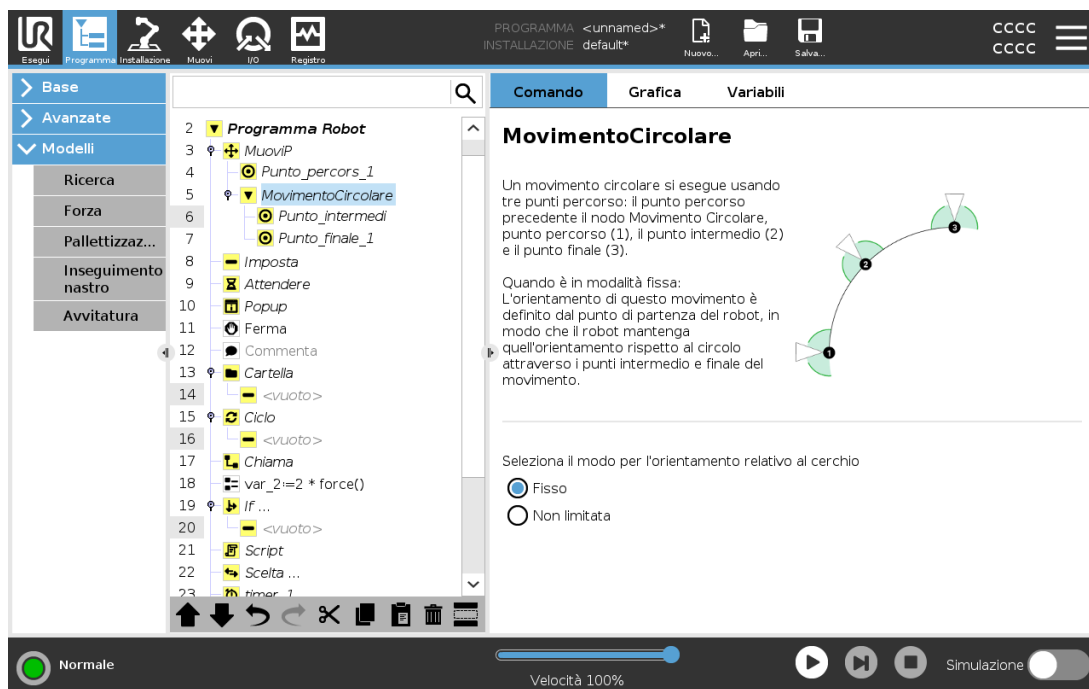 PROGRAMMA <unnamed>*
INSTALLAZIONE default*
Esegui
Programma
Installazione
Muovi
I/O
Registro
Nuovo...
Apri...
Salva...
CCCC
CCCC
Base
Avanzate
Modelli
Ricerca
Forza
Pallettizzaz...
Inseguimento
nastro
Avvitatura
2 Programma Robot
3 MuoviP
4 Punto_percors_1
5 MovimentoCircolare
6 Punto_intermedi
7 Punto_finale_1
8 Imposta
9 Attendere
10 Popup
11 Ferma
12 Commenta
13 Cartella
14 <vuoto>
15 Ciclo
16 <vuoto>
17 Chiama
18 var_2:=2 * force()
19 If ...
20 <vuoto>
21 Script
22 Scelta ...
23 timer_1
Comando
Grafica
Variabili
MovimentoCircolare
Un movimento circolare si esegue usando
tre punti percorso: il punto percorso
precedente il nodo Movimento Circolare,
punto percorso (1), il punto intermedio (2)
e il punto finale (3).
Quando è in modalità fissa:
L'orientamento di questo movimento è
definito dal punto di partenza del robot, in
modo che il robot mantenga
quell'orientamento rispetto al circolo
attraverso i punti intermedio e finale del
movimento.
3
2
1
Seleziona il modo per l'orientamento relativo al cerchio
Fisso
Non limitata
Normale
Velocità 100%
Simulazione